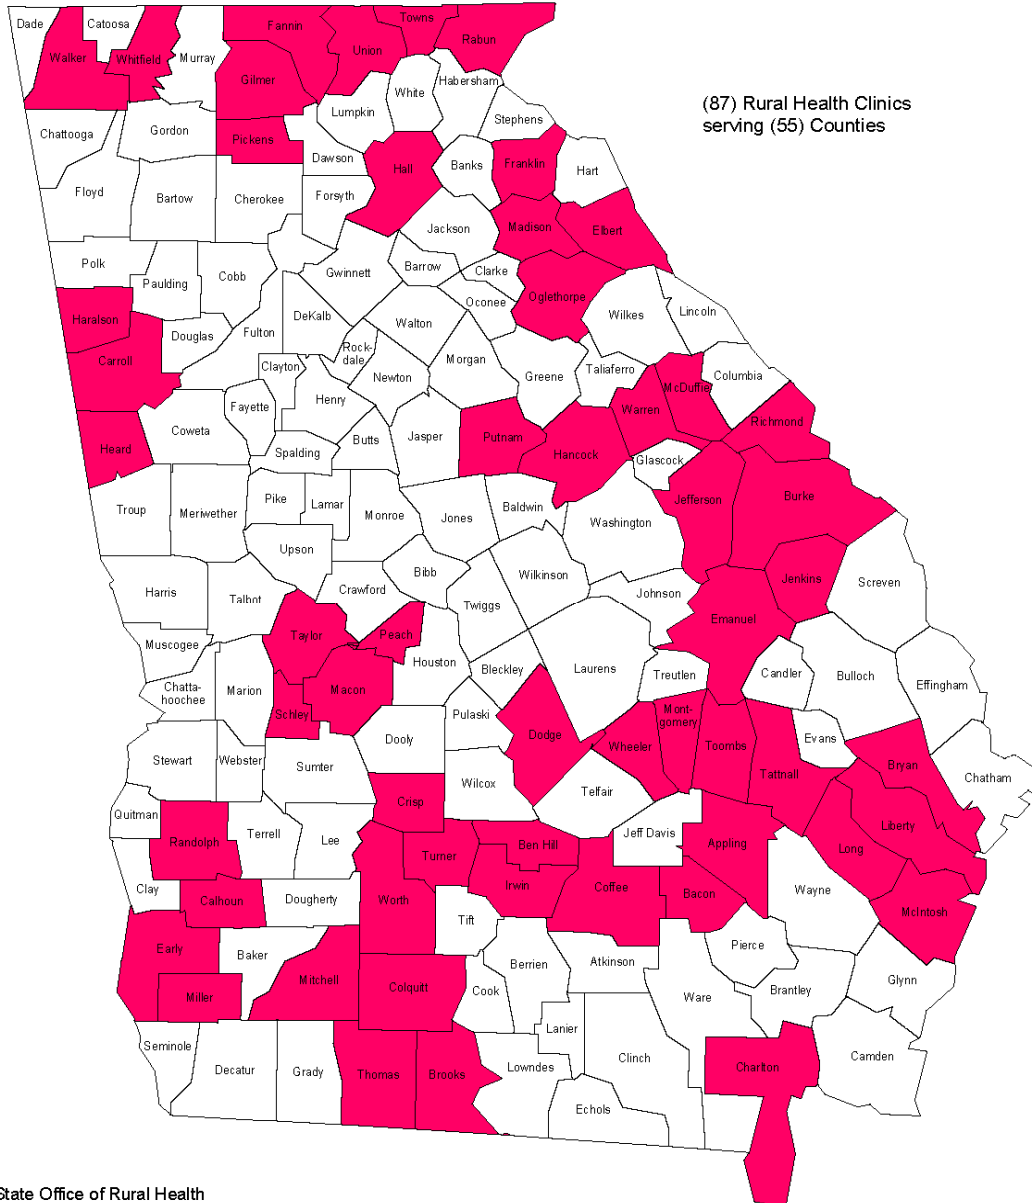 Dade
Catoosa
Fannin
Towns
Union
Rabun
Walker
Whitfield
Murray
Gilmer
White
Habersham
Lumpkin
Stephens
Chattooga
Gordon
Pickens
Dawson
Hall
Banks
Franklin
Hart
(87) Rural Health Clinics
serving (55) Counties
Floyd
Bartow
Cherokee
Forsyth
Jackson
Madison
Elbert
Polk
Paulding
Cobb
Gwinnett
Barrow
Clarke
Oconee
Oglethorpe
Wilkes
Lincoln
Haralson
Douglas
Fulton
DeKalb
Walton
Carroll
Clayton
Rock-
dale
Newton
Morgan
Greene
Taliaferro
McDuffie
Columbia
Fayette
Henry
Warren
Richmond
Heard
Coweta
Spalding
Butts
Jasper
Putnam
Hancock
Glascock
Troup
Meriwether
Pike
Lamar
Monroe
Jones
Baldwin
Washington
Jefferson
Burke
Upson
Bibb
Wilkinson
Jenkins
Screven
Harris
Talbot
Crawford
Twiggs
Johnson
Emanuel
Muscogee
Taylor
Peach
Houston
Bleckley
Laurens
Treutlen
Candler
Bulloch
Effingham
Chatta-
hoochee
Marion
Macon
Schley
Pulaski
Dodge
Wheeler
Mont-
gomery
Toombs
Tattnall
Evans
Bryan
Chatham
Stewart
Webster
Sumter
Dooly
Wilcox
Telfair
Quitman
Randolph
Terrell
Lee
Crisp
Turner
Ben Hill
Jeff Davis
Appling
Long
Liberty
Clay
Calhoun
Dougherty
Worth
Tift
Irwin
Coffee
Bacon
Wayne
McIntosh
Early
Baker
Mitchell
Colquitt
Berrien
Atkinson
Pierce
Miller
Cook
Ware
Brantley
Glynn
Seminole
Decatur
Grady
Thomas
Brooks
Lanier
Lowndes
Clinch
Echols
Charlton
Camden
State Office of Rural Health